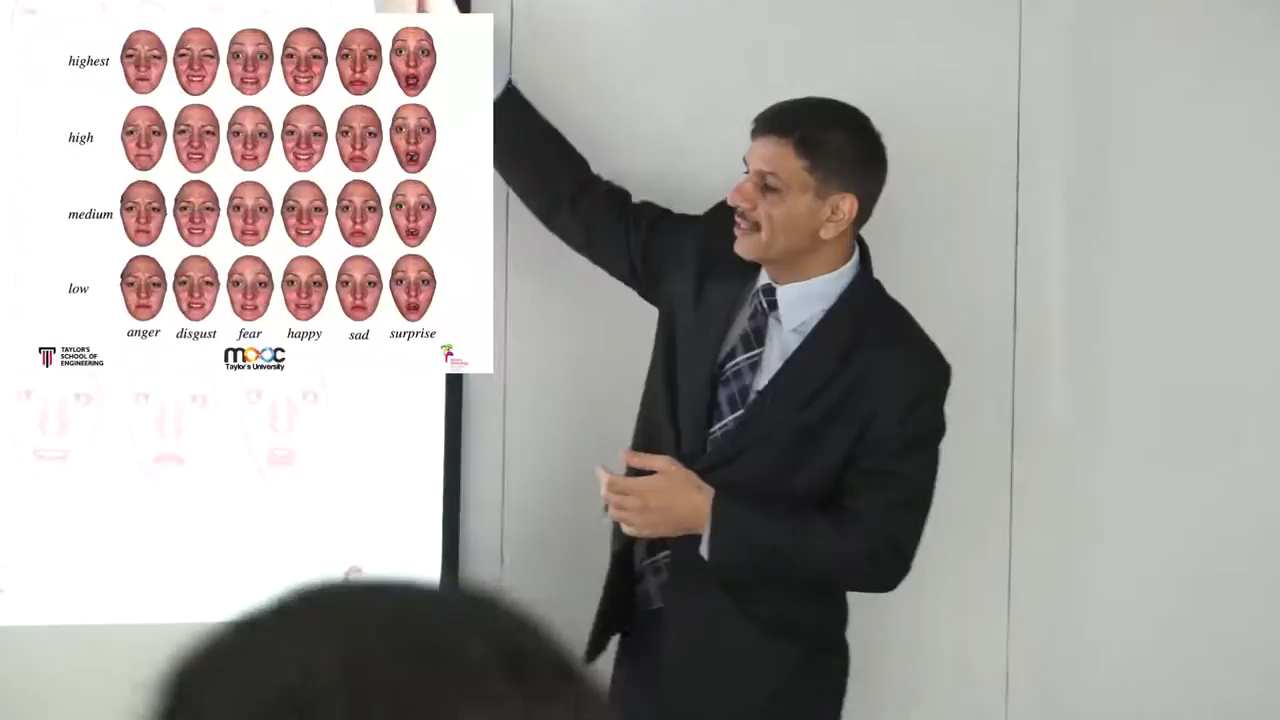 highest
high
medium
low
anger disgust fear happy sad surprise
TAYLOR'S
SCHOOL OF
ENGINEERING
mooc
Taylor's University